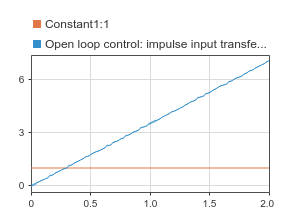 Constant1:1
Open loop control: impulse input transfe...
6
3
0
0 0.5 1.0 1.5 2.0